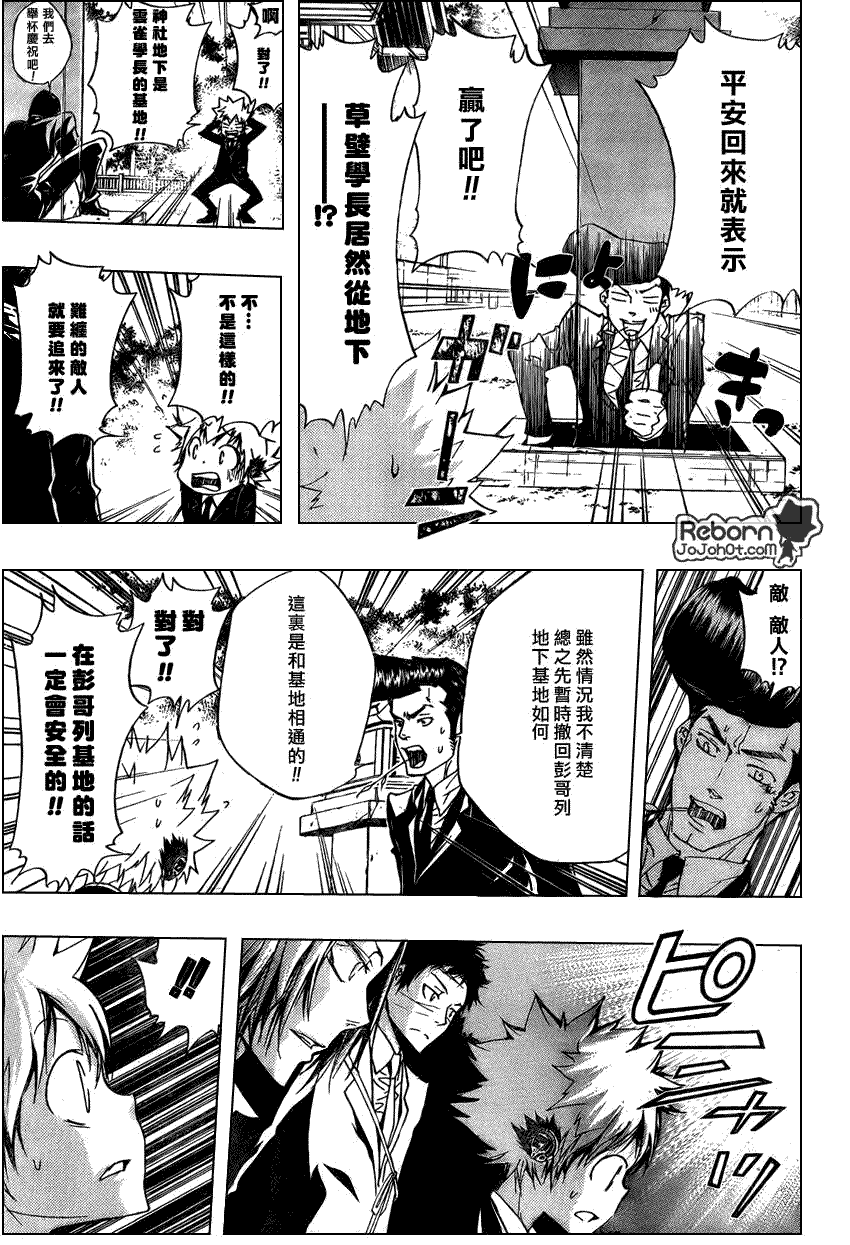 平安回來就表示
贏了吧!!
草壁學長居然從地下
——!?
にょ
きっ
ガーーン
啊
對了!!
神社地下是
雲雀學長的基地!!
我們去
舉杯慶祝吧!
不…
不是這樣的!!
難纏的敵人
就要追來了!!
Reborn
JoJoHOt.com
敵 敵人!?
雖然情況我不清楚
總之先暫時撤回彭哥列
地下基地如何
這裏是和基地相通的!!
對
對了!!
在彭哥列基地的話
一定會安全的!!
ピシャッ
!!